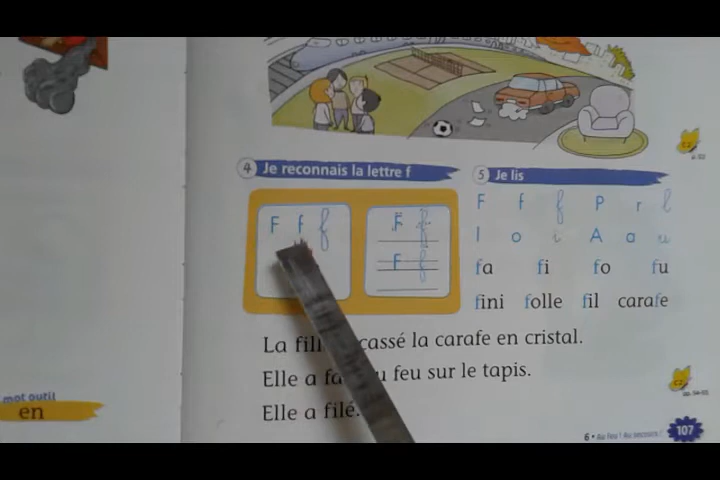 4 Je reconnais la lettre f
F f f
F f
F f
5 Je lis
F f f P r l
l o i A a u
fa fi fo fu
fini folle fil carafe
La cassé la carafe en cristal.
Elle a feu sur le tapis.
Elle a filé.
mot outil
en
6 • Au feu ! Au secours !
107